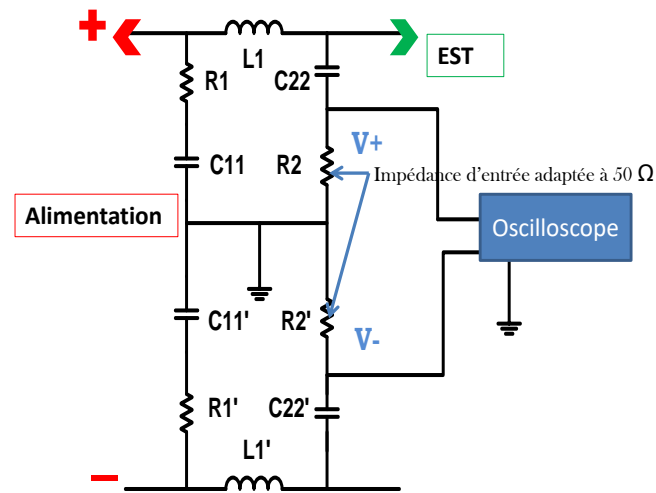 +
L1
EST
R1
C22
V+
C11
R2
Impédance d'entrée adaptée à 50 Ω
Alimentation
Oscilloscope
C11'
R2'
V-
R1'
C22'
L1'
−